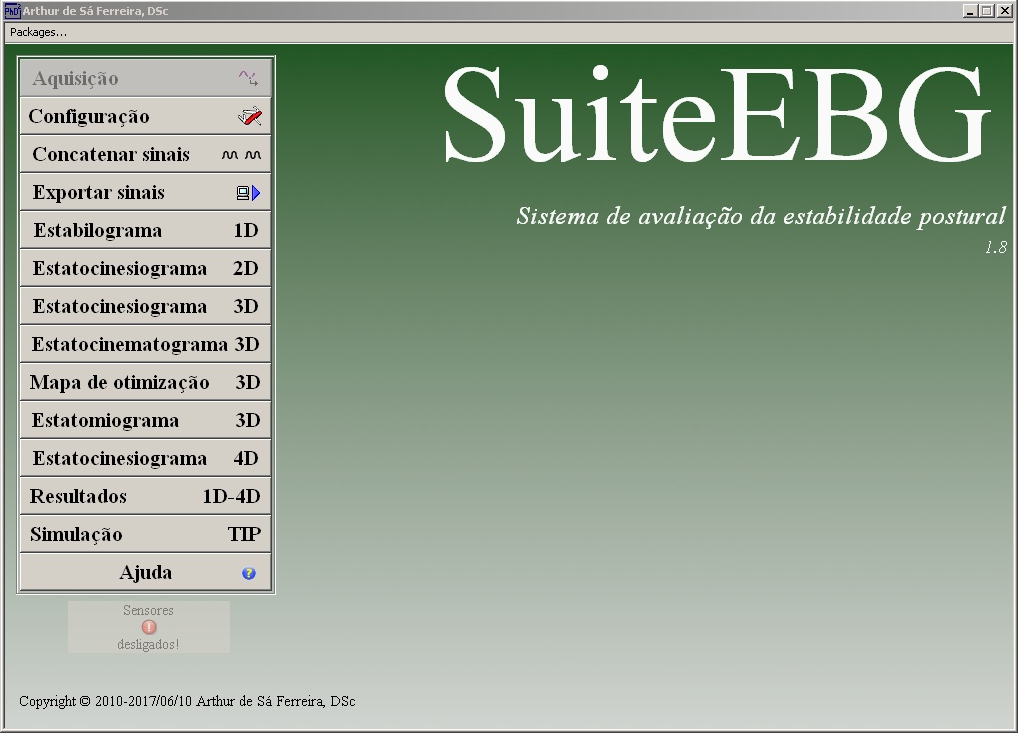 Arthur de Sá Ferreira, DSc
Packages...
SuiteEBG
Sistema de avaliação da estabilidade postural
1.8
Aquisição
Configuração
Concatenar sinais
Exportar sinais
Estabilograma 1D
Estatocinesiograma 2D
Estatocinesiograma 3D
Estatocinematograma 3D
Mapa de otimização 3D
Estatomiograma 3D
Estatocinesiograma 4D
Resultados 1D-4D
Simulação TIP
Ajuda
Sensores
desligados!
Copyright © 2010-2017/06/10 Arthur de Sá Ferreira, DSc